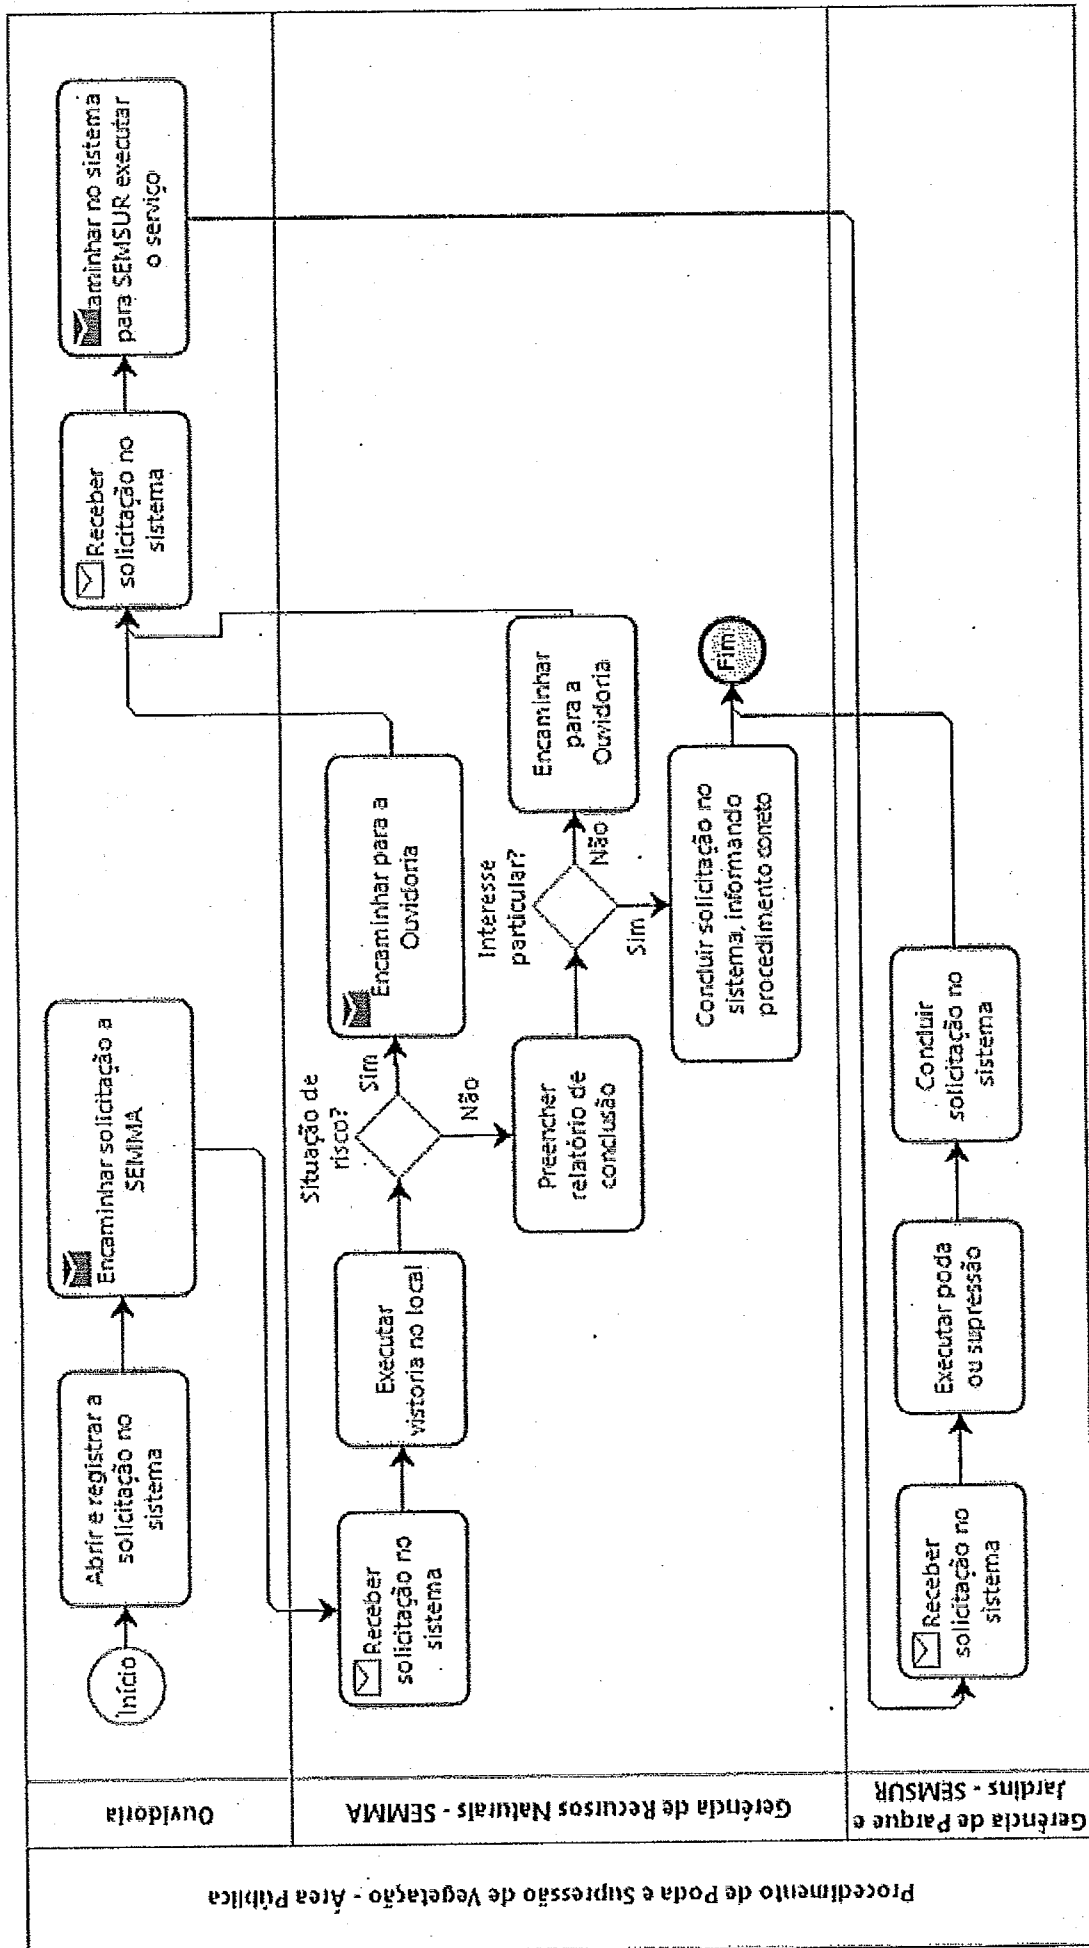 Procedimento de Poda e Supressão de Vegetação - Área Pública
Ouvidoria
Início
Abrir e registrar a
solicitação no
sistema
Encaminhar solicitação a
SEMMA
Receber
solicitação no
sistema
aminhar no sistema
para SEMSUR executar
o serviço
Gerência de Recursos Naturais - SEMMA
Receber
solicitação no
sistema
Executar
vistoria no local
Situação de
risco?
Sim
Não
Encaminhar para a
Ouvidoria
Preencher
relatório de
conclusão
Interesse
particular?
Não
Sim
Encaminhar
para a
Ouvidoria
Concluir solicitação no
sistema, informando
procedimento correto
Fim
Gerência de Parque e
Jardins - SEMSUR
Receber
solicitação no
sistema
Executar poda
ou supressão
Concluir
solicitação no
sistema